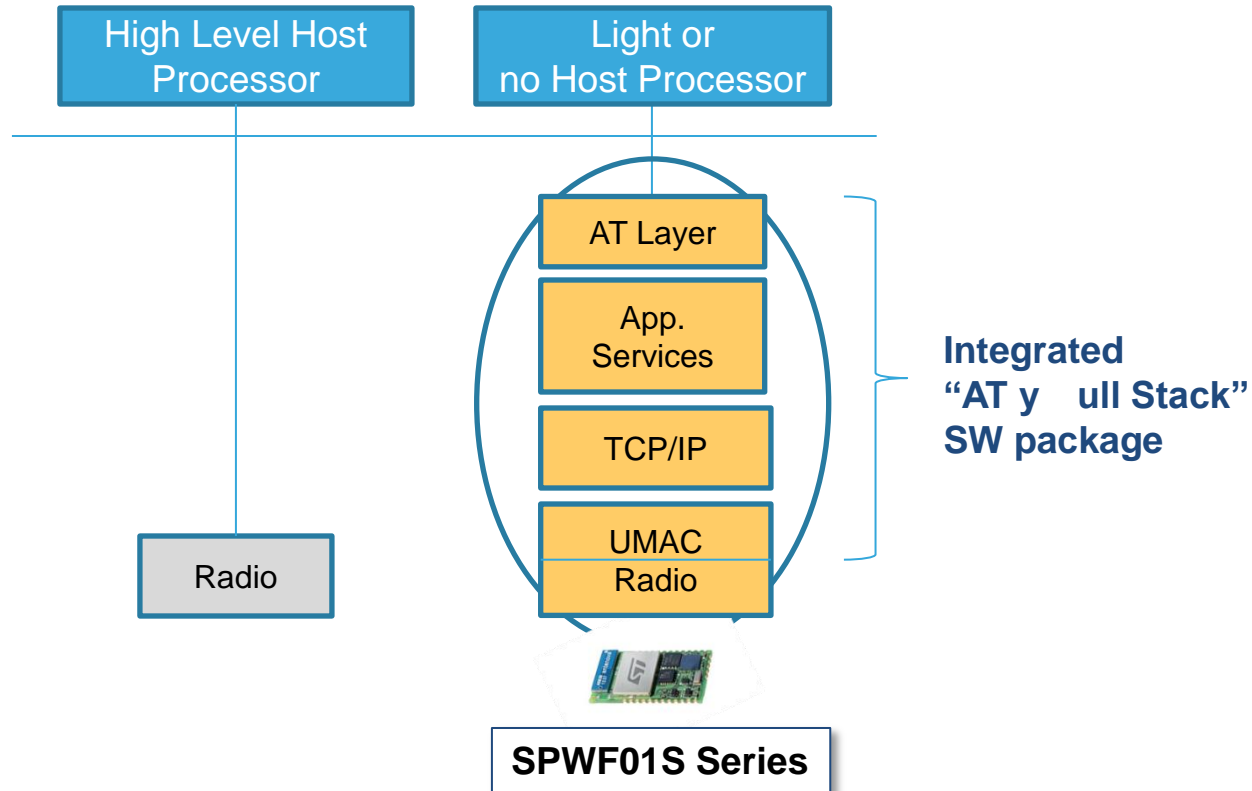 High Level Host
Processor
Light or
no Host Processor
AT Layer
App.
Services
TCP/IP
UMAC
Radio
Radio
Integrated
“AT y ull Stack”
SW package
SPWF01S Series